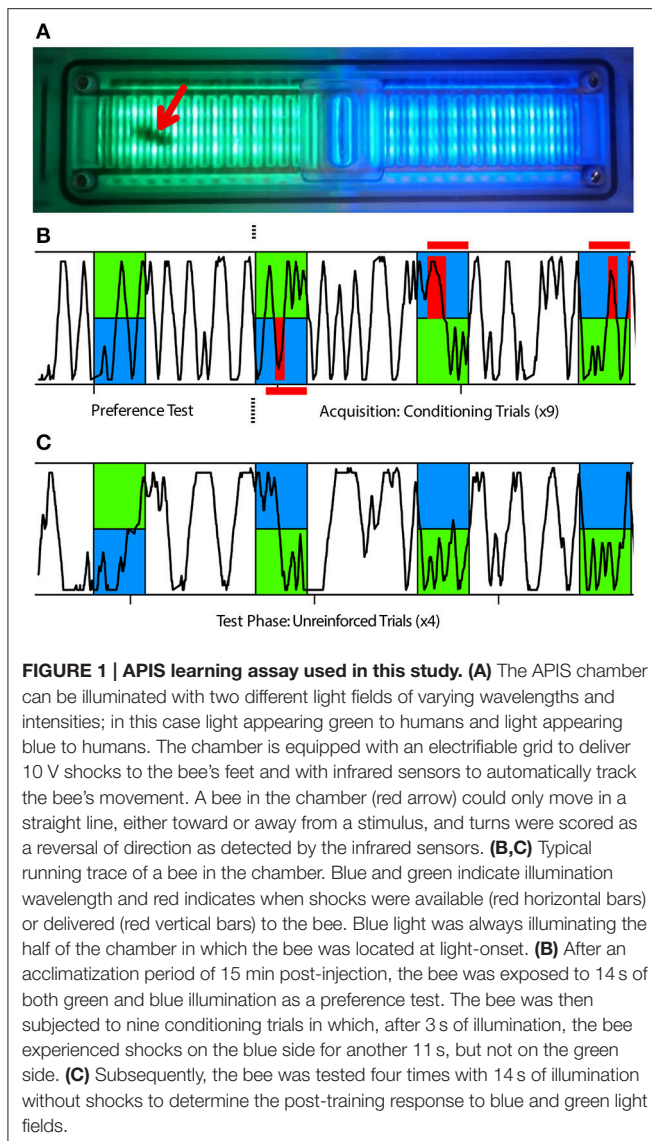 A
B
Preference Test Acquisition: Conditioning Trials (x9)
C
Test Phase: Unreinforced Trials (x4)
FIGURE 1 | APIS learning assay used in this study. (A) The APIS chamber
can be illuminated with two different light fields of varying wavelengths and
intensities; in this case light appearing green to humans and light appearing
blue to humans. The chamber is equipped with an electrifiable grid to deliver
10 V shocks to the bee's feet and with infrared sensors to automatically track
the bee's movement. A bee in the chamber (red arrow) could only move in a
straight line, either toward or away from a stimulus, and turns were scored as
a reversal of direction as detected by the infrared sensors. (B,C) Typical
running trace of a bee in the chamber. Blue and green indicate illumination
wavelength and red indicates when shocks were available (red horizontal bars)
or delivered (red vertical bars) to the bee. Blue light was always illuminating the
half of the chamber in which the bee was located at light-onset. (B) After an
acclimatization period of 15 min post-injection, the bee was exposed to 14 s of
both green and blue illumination as a preference test. The bee was then
subjected to nine conditioning trials in which, after 3 s of illumination, the bee
experienced shocks on the blue side for another 11 s, but not on the green
side. (C) Subsequently, the bee was tested four times with 14 s of illumination
without shocks to determine the post-training response to blue and green light
fields.